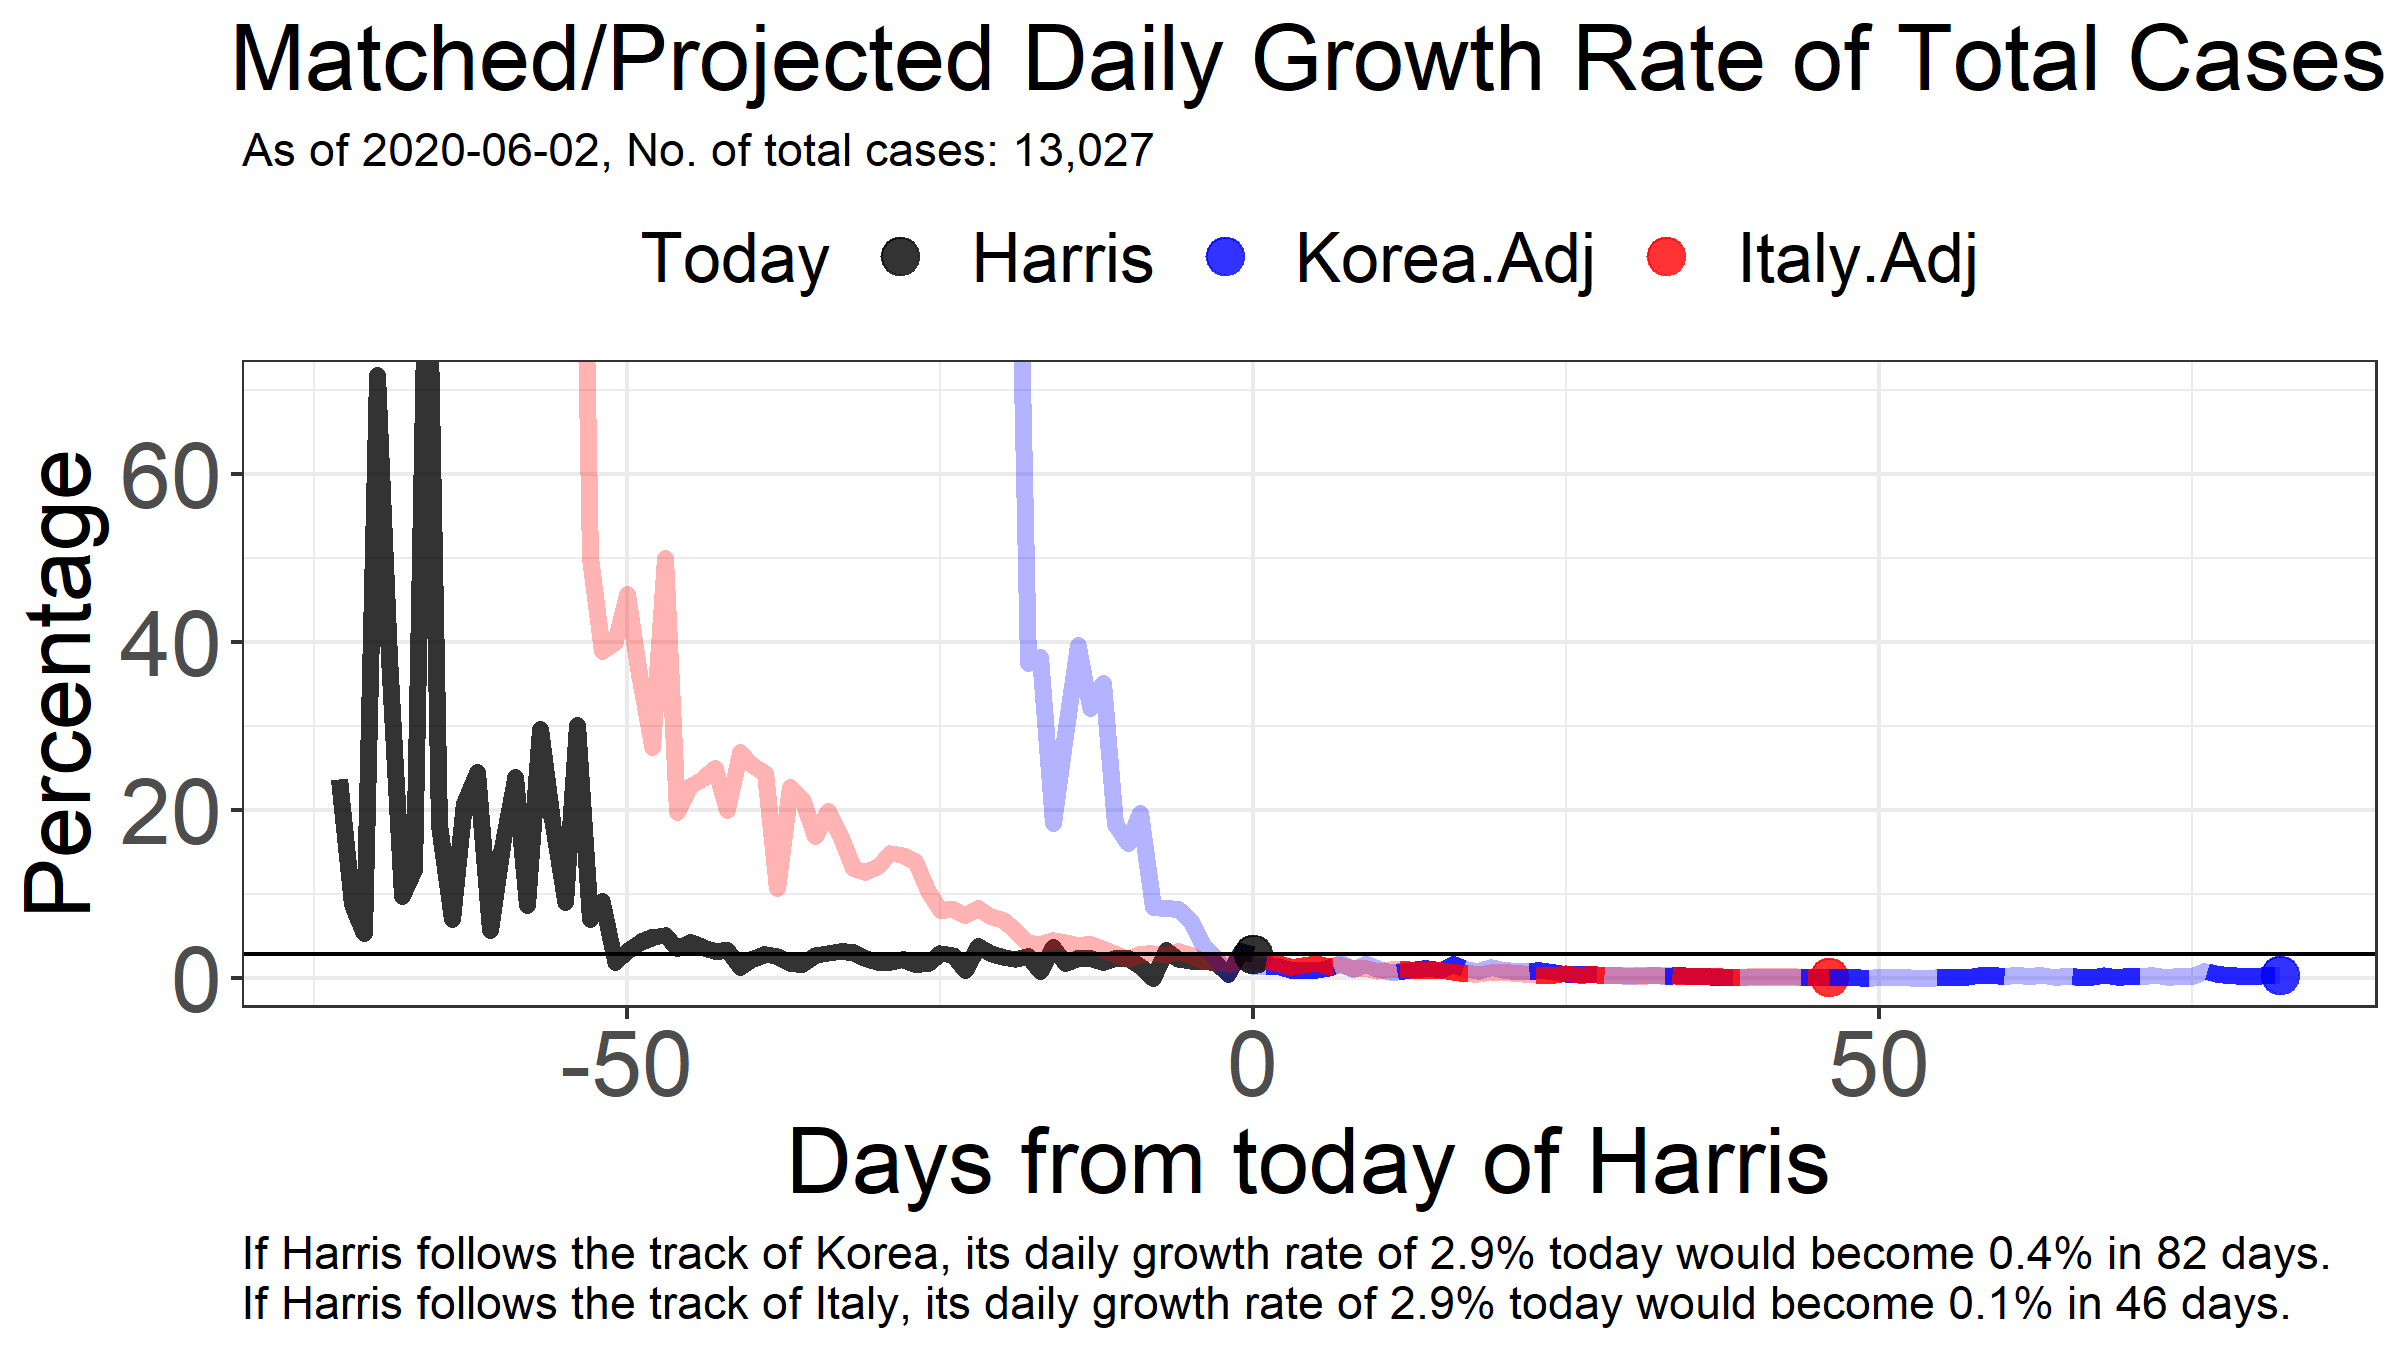 Matched/Projected Daily Growth Rate of Total Cases
As of 2020-06-02, No. of total cases: 13,027
Today Harris Korea.Adj Italy.Adj
Percentage
60
40
20
0
-50 0 50
Days from today of Harris
If Harris follows the track of Korea, its daily growth rate of 2.9% today would become 0.4% in 82 days.
If Harris follows the track of Italy, its daily growth rate of 2.9% today would become 0.1% in 46 days.